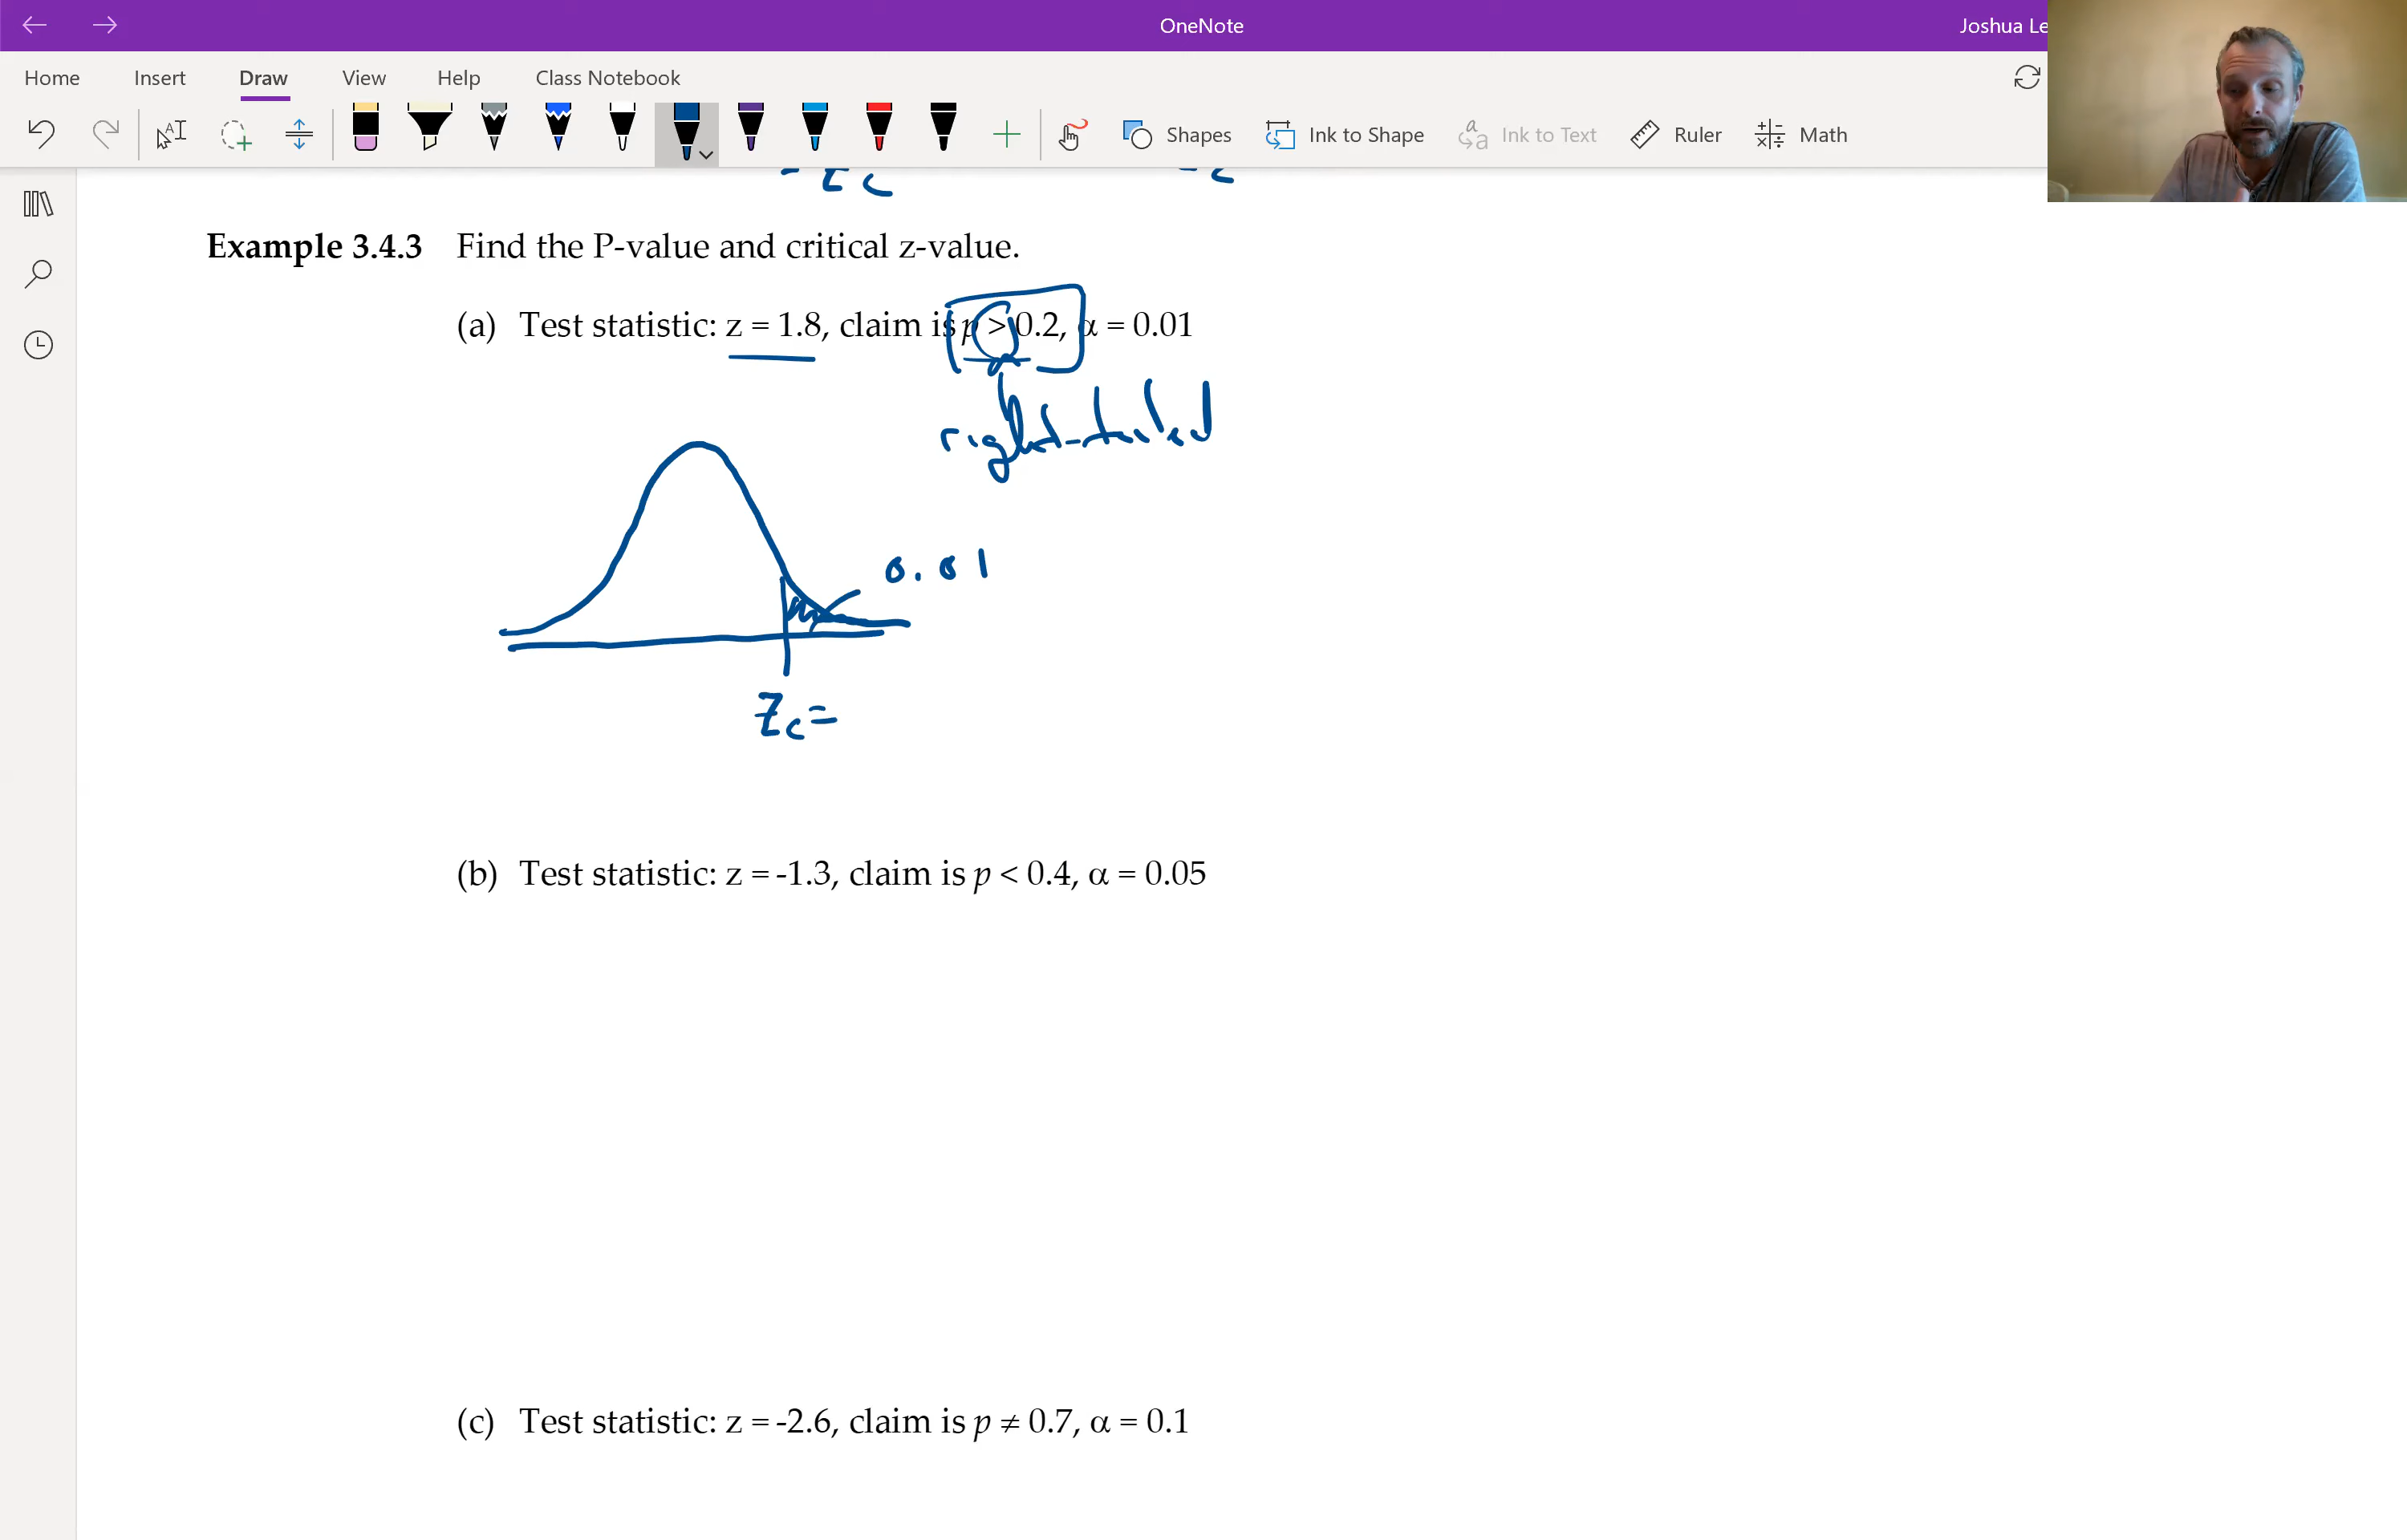 OneNote
Joshua Le
Home Insert Draw View Help Class Notebook
Shapes Ink to Shape Ink to Text Ruler Math
- Zc
Example 3.4.3 Find the P-value and critical z-value.
(a) Test statistic: z = 1.8, claim is p > 0.2, α = 0.01
right-tailed
0.01
Zc =
(b) Test statistic: z = -1.3, claim is p < 0.4, α = 0.05
(c) Test statistic: z = -2.6, claim is p ≠ 0.7, α = 0.1